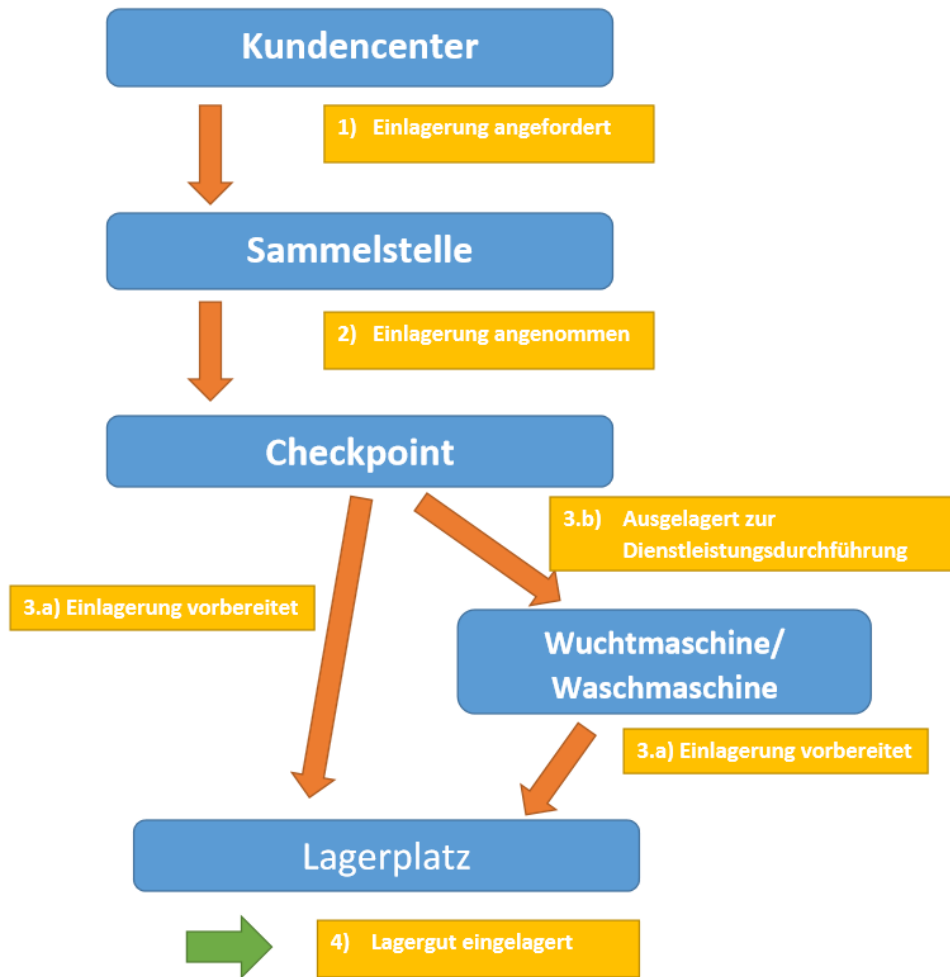 Kundencenter
1) Einlagerung angefordert
Sammelstelle
2) Einlagerung angenommen
Checkpoint
3.b) Ausgelagert zur
Dienstleistungsdurchführung
3.a) Einlagerung vorbereitet
Wuchtmaschine/
Waschmaschine
3.a) Einlagerung vorbereitet
Lagerplatz
4) Lagergut eingelagert